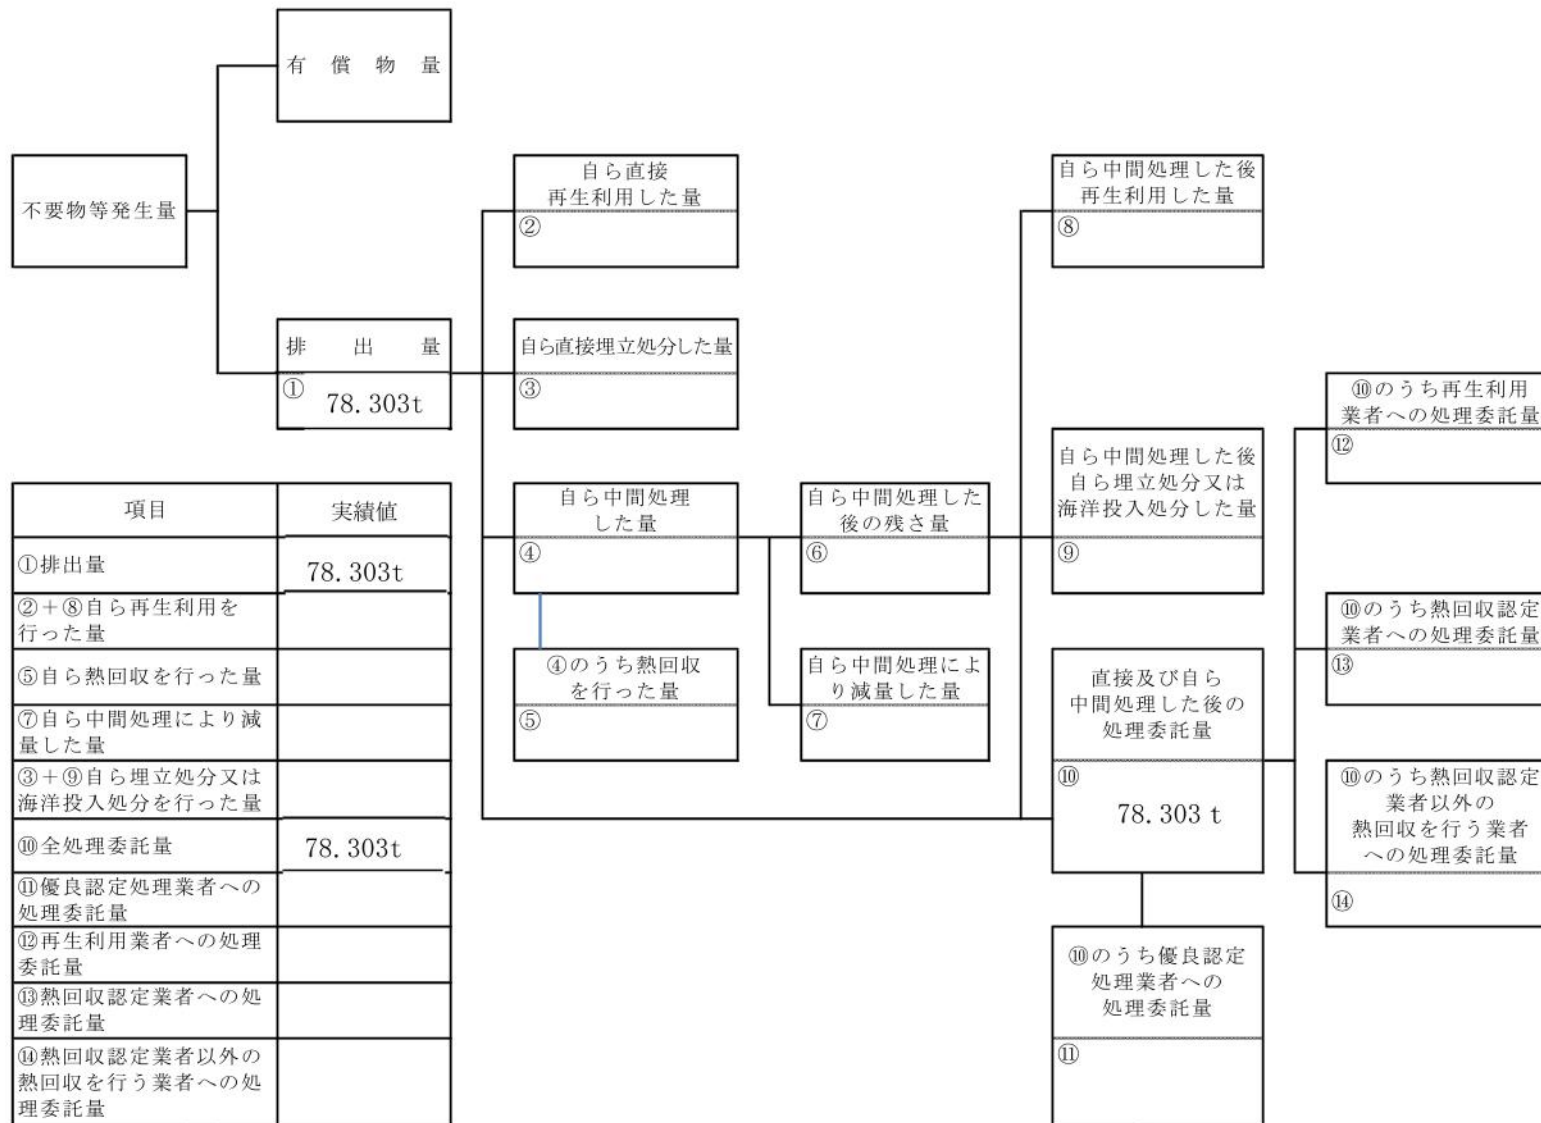 有償物量
不要物等発生量
排出量
①
78.303t
自ら直接
再生利用した量
②
自ら直接埋立処分した量
③
自ら中間処理
した量
④
④のうち熱回収
を行った量
⑤
自ら中間処理した
後の残さ量
⑥
自ら中間処理によ
り減量した量
⑦
自ら中間処理した後
再生利用した量
⑧
自ら中間処理した後
自ら埋立処分又は
海洋投入処分した量
⑨
直接及び自ら
中間処理した後の
処理委託量
⑩
78.303 t
⑩のうち優良認定
処理業者への
処理委託量
⑪
⑩のうち再生利用
業者への処理委託量
⑫
⑩のうち熱回収認定
業者への処理委託量
⑬
⑩のうち熱回収認定
業者以外の
熱回収を行う業者
への処理委託量
⑭
項目 実績値
①排出量 78.303t
②+⑧自ら再生利用を
行った量
⑤自ら熱回収を行った量
⑦自ら中間処理により減
量した量
③+⑨自ら埋立処分又は
海洋投入処分を行った量
⑩全処理委託量 78.303t
⑪優良認定処理業者への
処理委託量
⑫再生利用業者への処理
委託量
⑬熱回収認定業者への処
理委託量
⑭熱回収認定業者以外の
熱回収を行う業者への処
理委託量